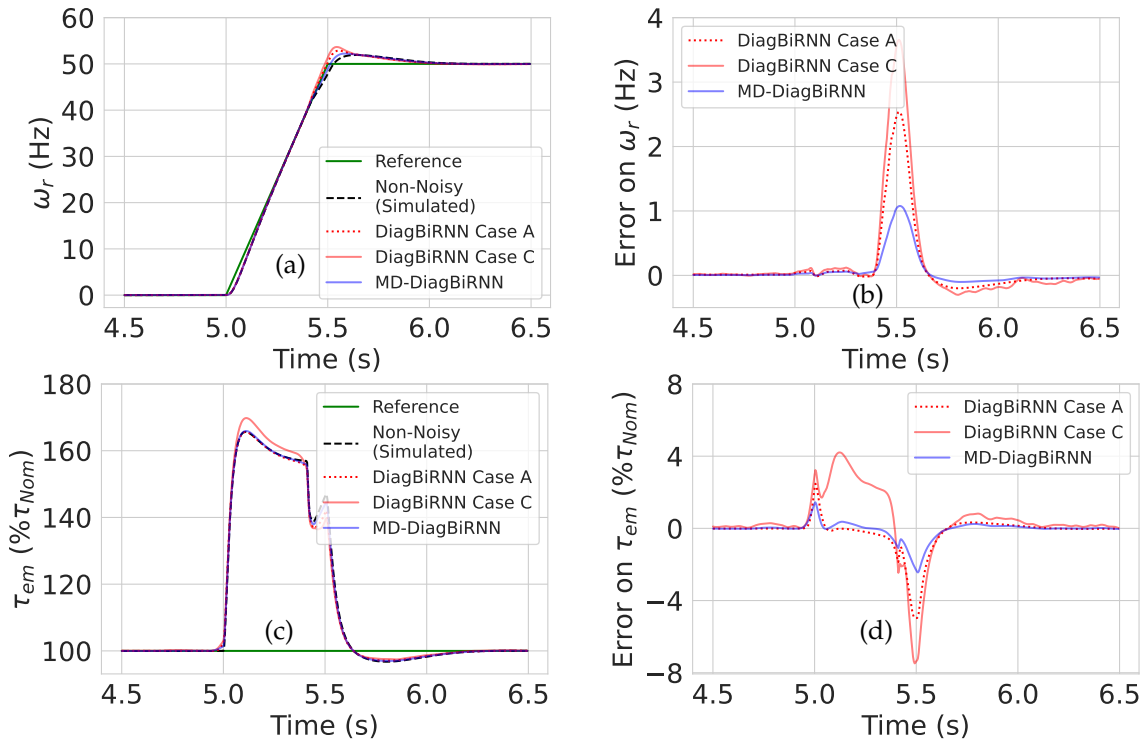 60
50
40
30
20
10
0
ω_r (Hz)
Reference
Non-Noisy
(Simulated)
DiagBiRNN Case A
DiagBiRNN Case C
MD-DiagBiRNN
(a)
4.5 5.0 5.5 6.0 6.5
Time (s)
4
3
2
1
0
Error on ω_r (Hz)
DiagBiRNN Case A
DiagBiRNN Case C
MD-DiagBiRNN
(b)
4.5 5.0 5.5 6.0 6.5
Time (s)
180
160
140
120
100
τ_em (%τ_Nom)
Reference
Non-Noisy
(Simulated)
DiagBiRNN Case A
DiagBiRNN Case C
MD-DiagBiRNN
(c)
4.5 5.0 5.5 6.0 6.5
Time (s)
8
4
0
−4
−8
Error on τ_em (%τ_Nom)
DiagBiRNN Case A
DiagBiRNN Case C
MD-DiagBiRNN
(d)
4.5 5.0 5.5 6.0 6.5
Time (s)